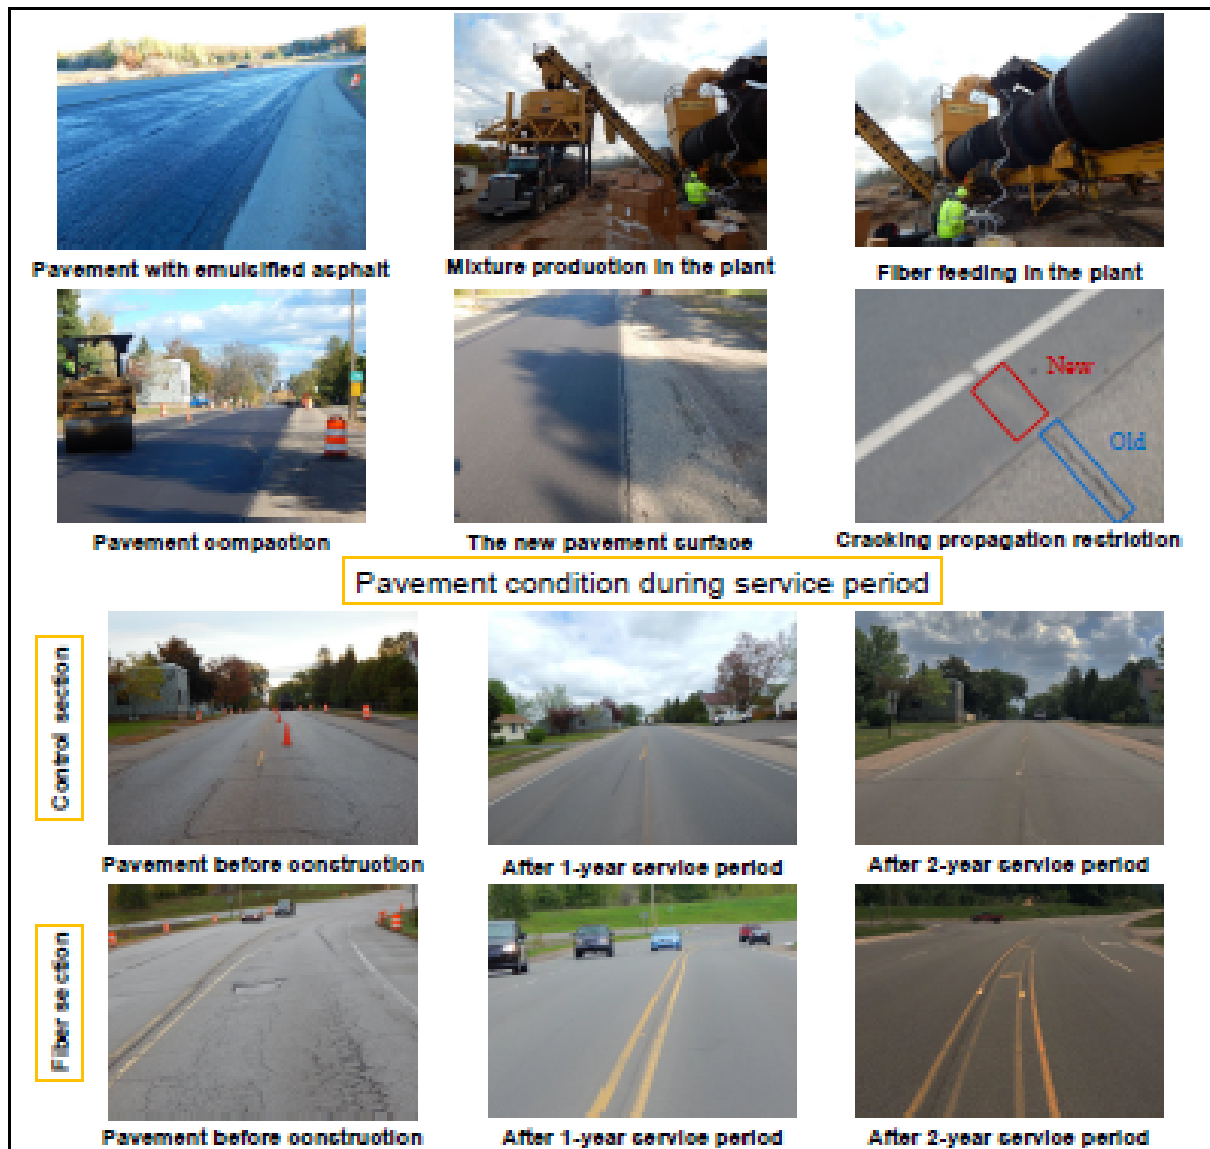 Pavement with emulsified asphalt
Mixture production in the plant
Fiber feeding in the plant
New
Old
Pavement compaction
The new pavement surface
Cracking propagation restriction
Pavement condition during service period
Control section
Pavement before construction
After 1-year service period
After 2-year service period
Fiber section
Pavement before construction
After 1-year service period
After 2-year service period